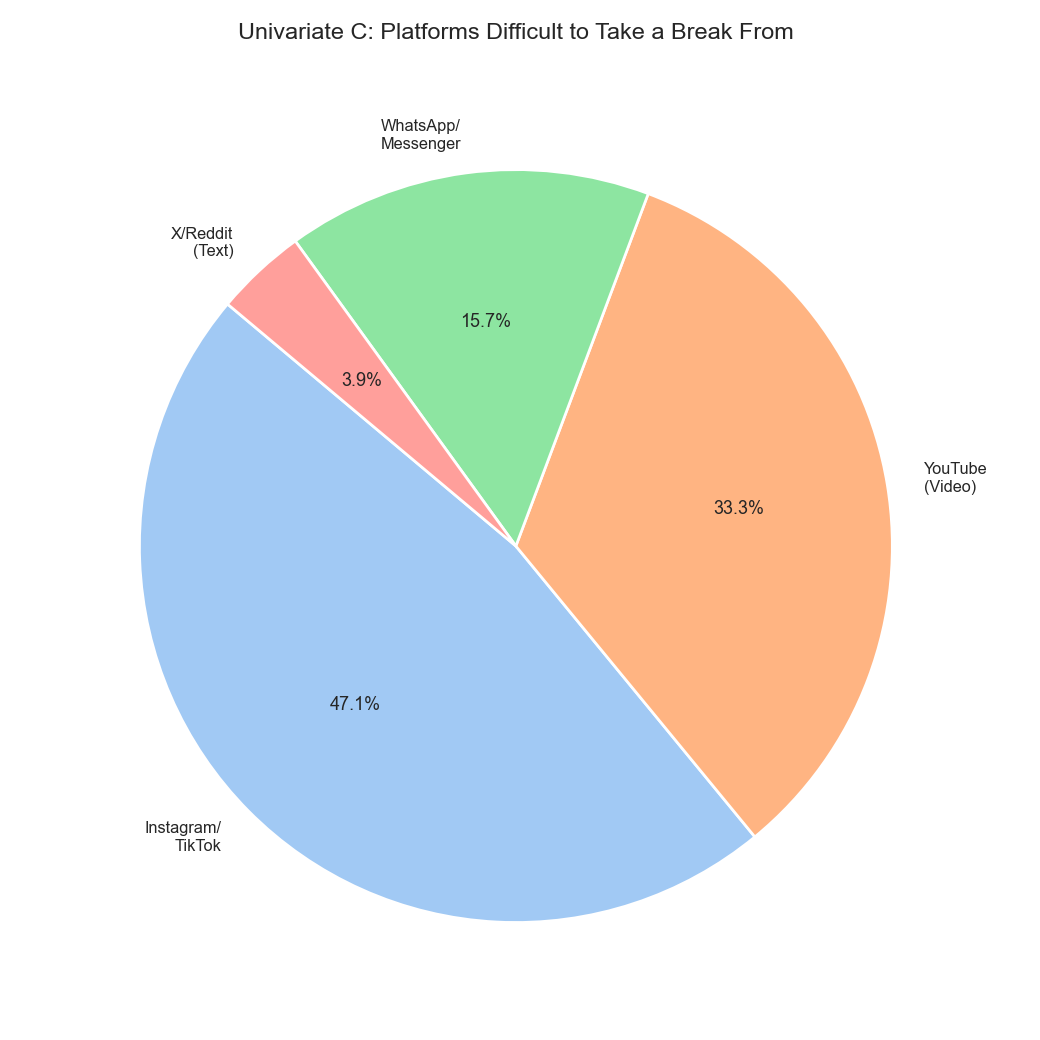 Univariate C: Platforms Difficult to Take a Break From
WhatsApp/
Messenger
X/Reddit
(Text)
15.7%
3.9%
YouTube
(Video)
33.3%
47.1%
Instagram/
TikTok